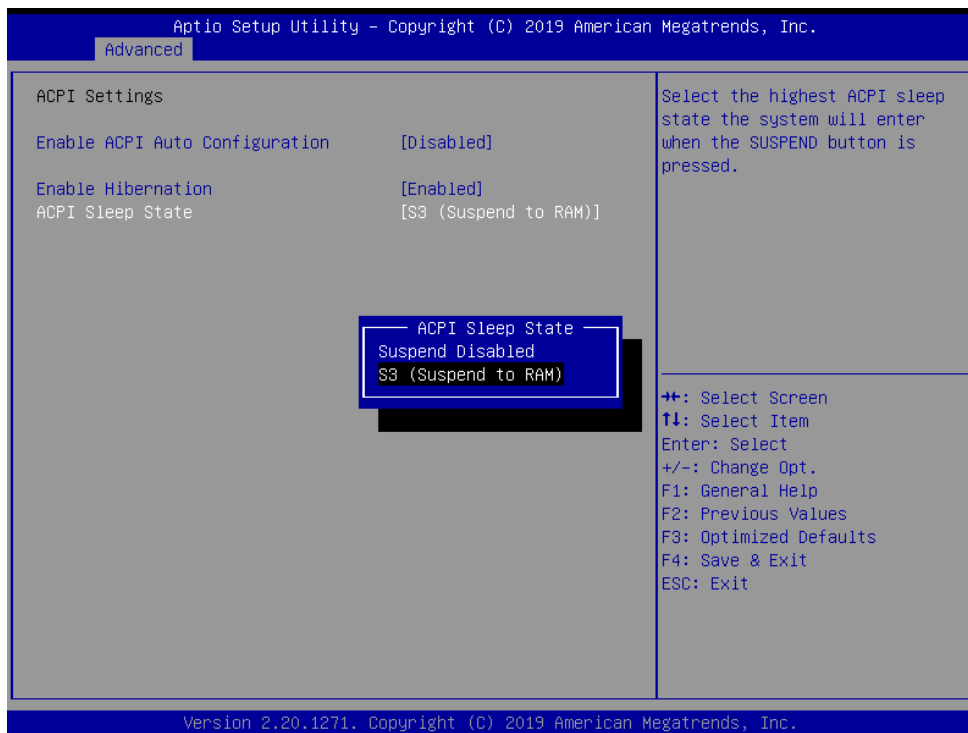 Aptio Setup Utility – Copyright (C) 2019 American Megatrends, Inc.
Advanced
ACPI Settings
Enable ACPI Auto Configuration [Disabled]
Enable Hibernation [Enabled]
ACPI Sleep State [S3 (Suspend to RAM)]
ACPI Sleep State
Suspend Disabled
S3 (Suspend to RAM)
Select the highest ACPI sleep
state the system will enter
when the SUSPEND button is
pressed.
→←: Select Screen
↑↓: Select Item
Enter: Select
+/-: Change Opt.
F1: General Help
F2: Previous Values
F3: Optimized Defaults
F4: Save & Exit
ESC: Exit
Version 2.20.1271. Copyright (C) 2019 American Megatrends, Inc.